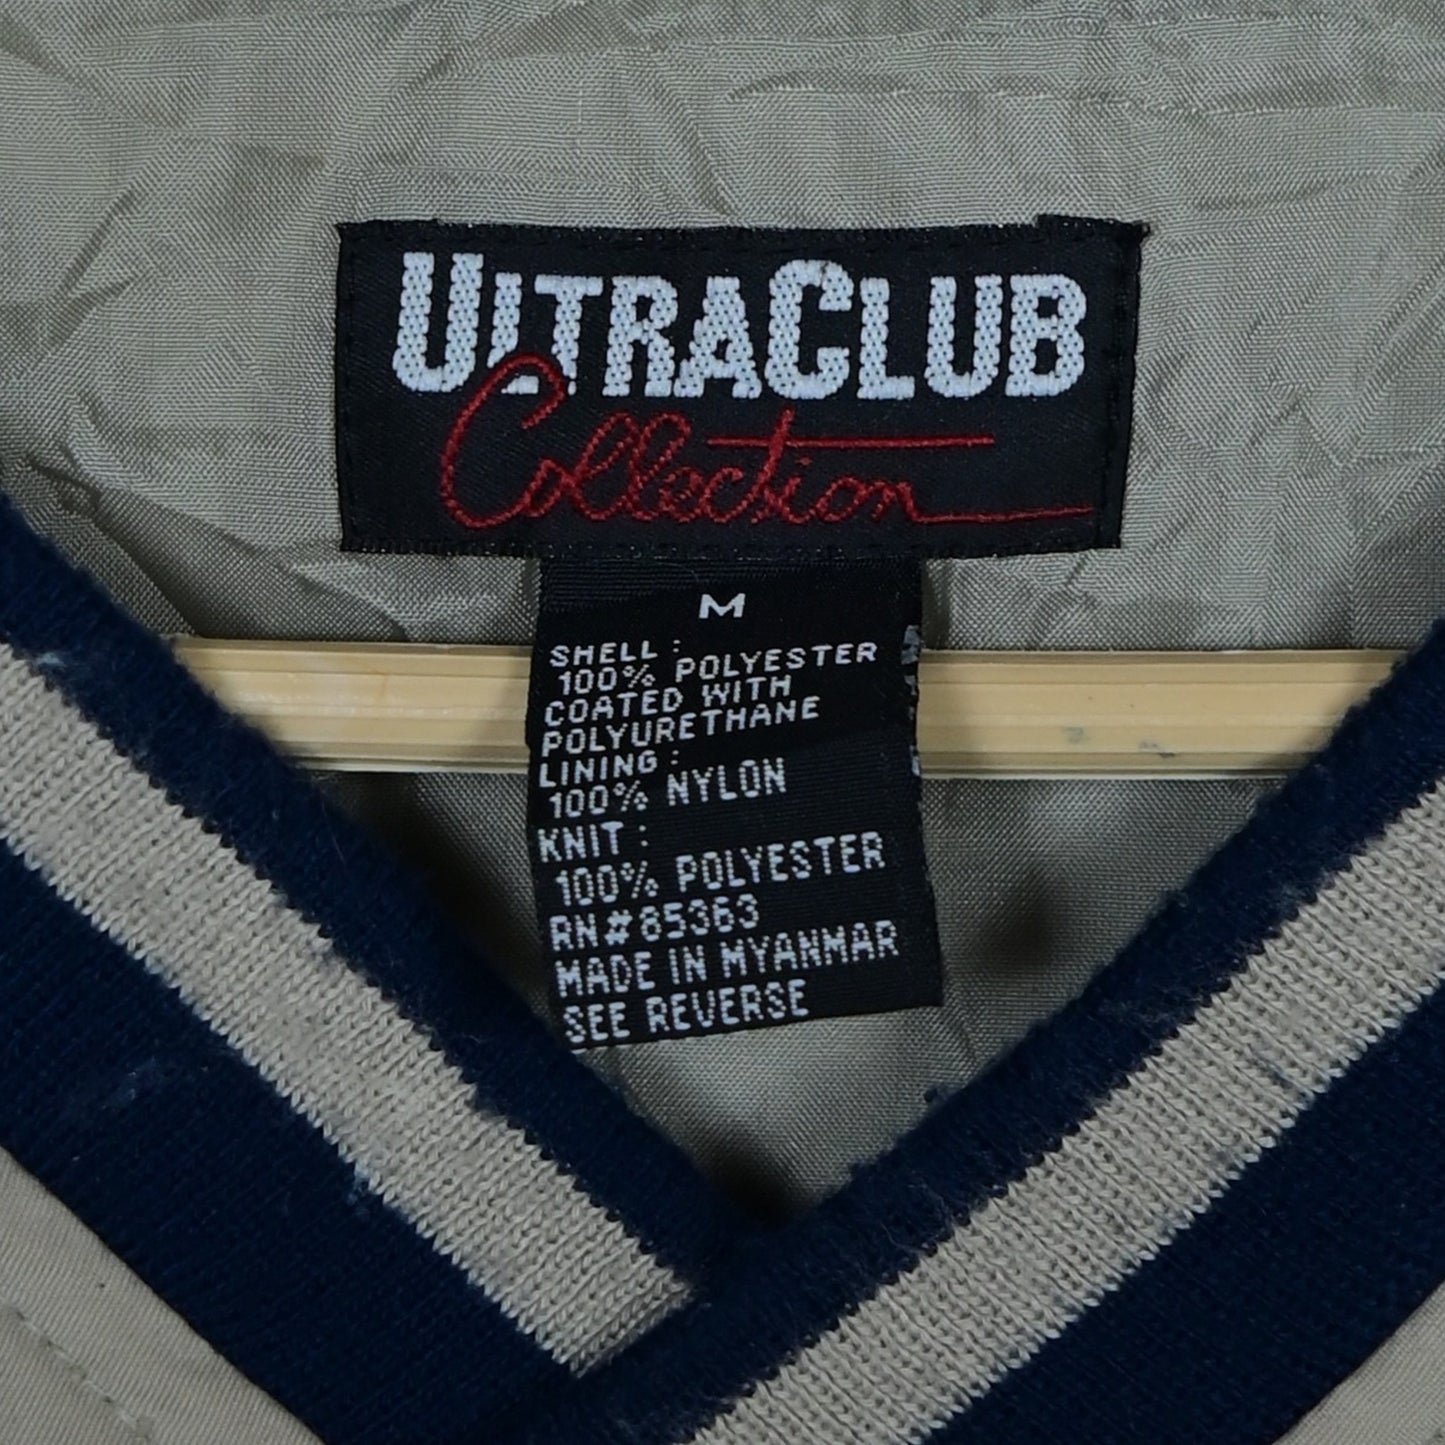 ULTRACLUB
Collection
M
SHELL :
100% POLYESTER
COATED WITH
POLYURETHANE
LINING :
100% NYLON
KNIT :
100% POLYESTER
RN#85363
MADE IN MYANMAR
SEE REVERSE